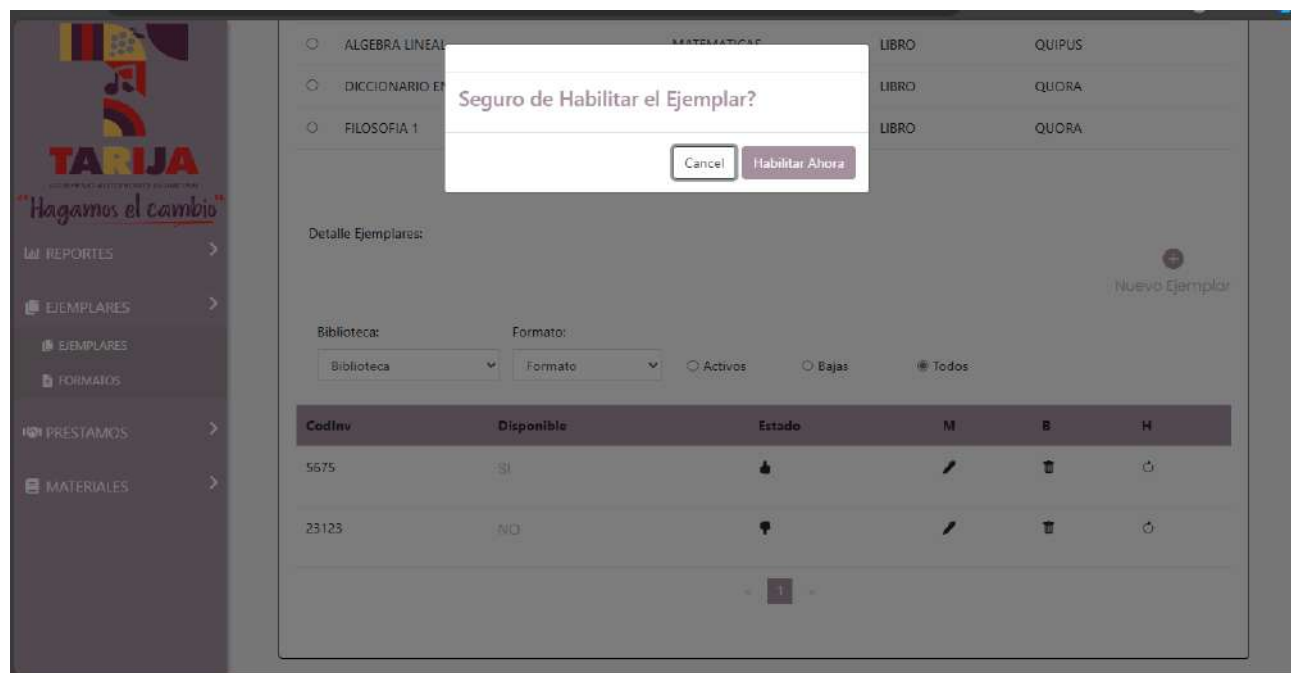 ALGEBRA LINEAL LIBRO QUIPUS
DICCIONARIO LIBRO QUORA
FILOSOFIA 1 LIBRO QUORA
Seguro de Habilitar el Ejemplar?
Cancel Habilitar Ahora
TARIJA
"Hagamos el cambio"
REPORTES
EJEMPLARES
EJEMPLARES
FORMATOS
PRESTAMOS
MATERIALES
Detalle Ejemplares:
Nuevo Ejemplar
Biblioteca: Formato:
Biblioteca Formato Activos Bajas Todos
CodInv Disponible Estado M B H
5675 SI
23123 NO
« 1 »